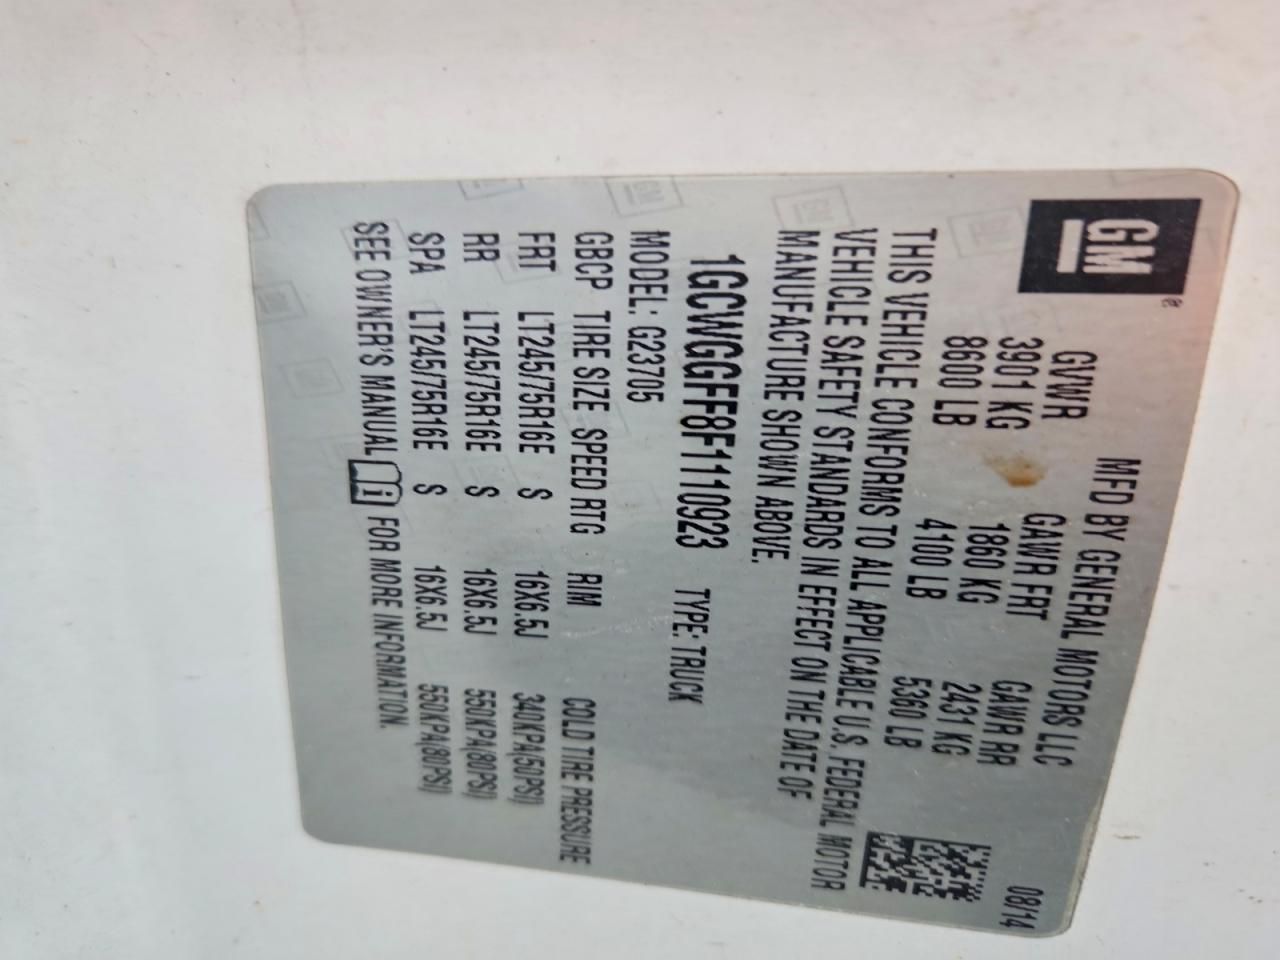 GM®
MFD BY GENERAL MOTORS LLC 08/14
GVWR GAWR FRT GAWR RR
3901 KG 1860 KG 2431 KG
8600 LB 4100 LB 5360 LB
THIS VEHICLE CONFORMS TO ALL APPLICABLE U.S. FEDERAL MOTOR
VEHICLE SAFETY STANDARDS IN EFFECT ON THE DATE OF
MANUFACTURE SHOWN ABOVE.
1GCWGGFF8F1110923 TYPE: TRUCK
MODEL: G23705
GBCP TIRE SIZE SPEED RTG RIM COLD TIRE PRESSURE
FRT LT245/75R16E S 16X6.5J 340KPA(50PSI)
RR LT245/75R16E S 16X6.5J 550KPA(80PSI)
SPA LT245/75R16E S 16X6.5J 550KPA(80PSI)
SEE OWNER'S MANUAL i FOR MORE INFORMATION.